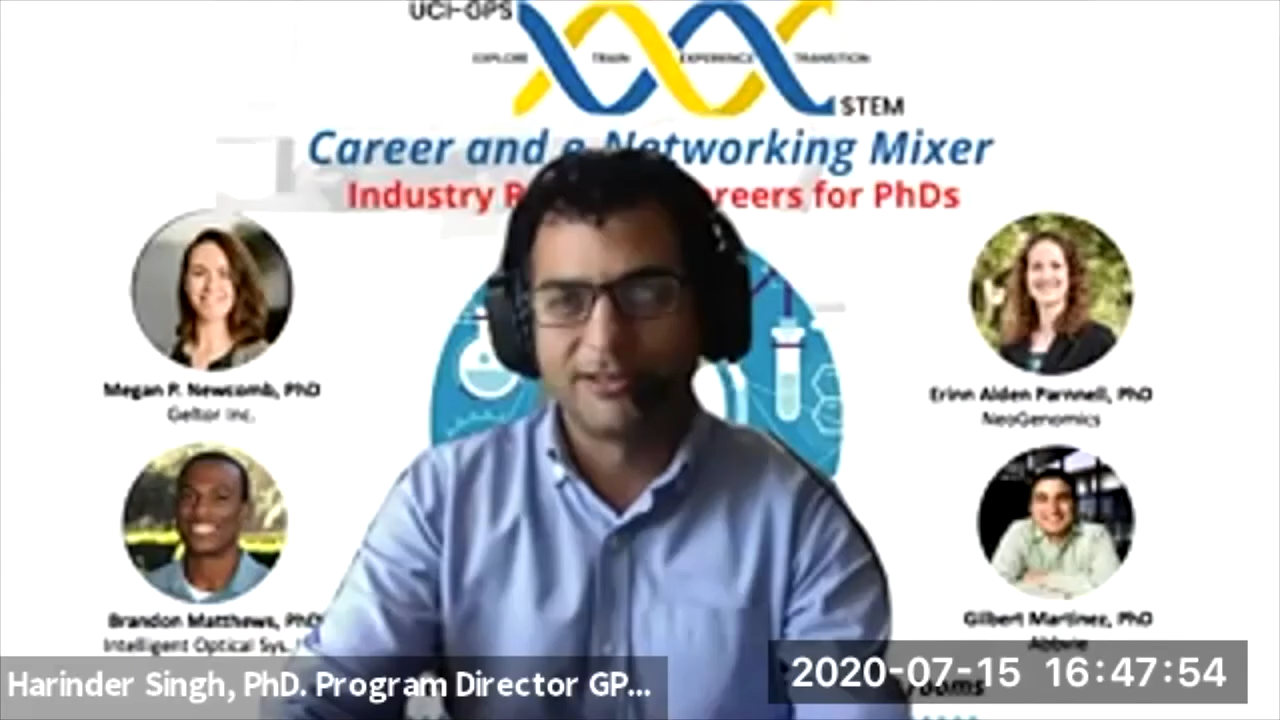 UCI-GPS
EXPLORE TRAIN EXPERIENCE TRANSITION
STEM
Career and e-Networking Mixer
Industry R reers for PhDs
Megan P. Newcomb, PhD
Geltor Inc.
Erinn Alden Parnnell, PhD
NeoGenomics
Brandon Matthews, PhD
Intelligent Optical Sys.
Gilbert Martinez, PhD
Abbvie
Harinder Singh, PhD. Program Director GP...
2020-07-15 16:47:54